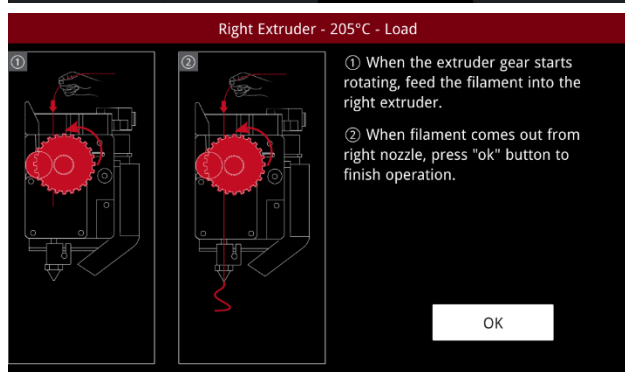 Right Extruder - 205°C - Load
①
②
① When the extruder gear starts
rotating, feed the filament into the
right extruder.
② When filament comes out from
right nozzle, press "ok" button to
finish operation.
OK